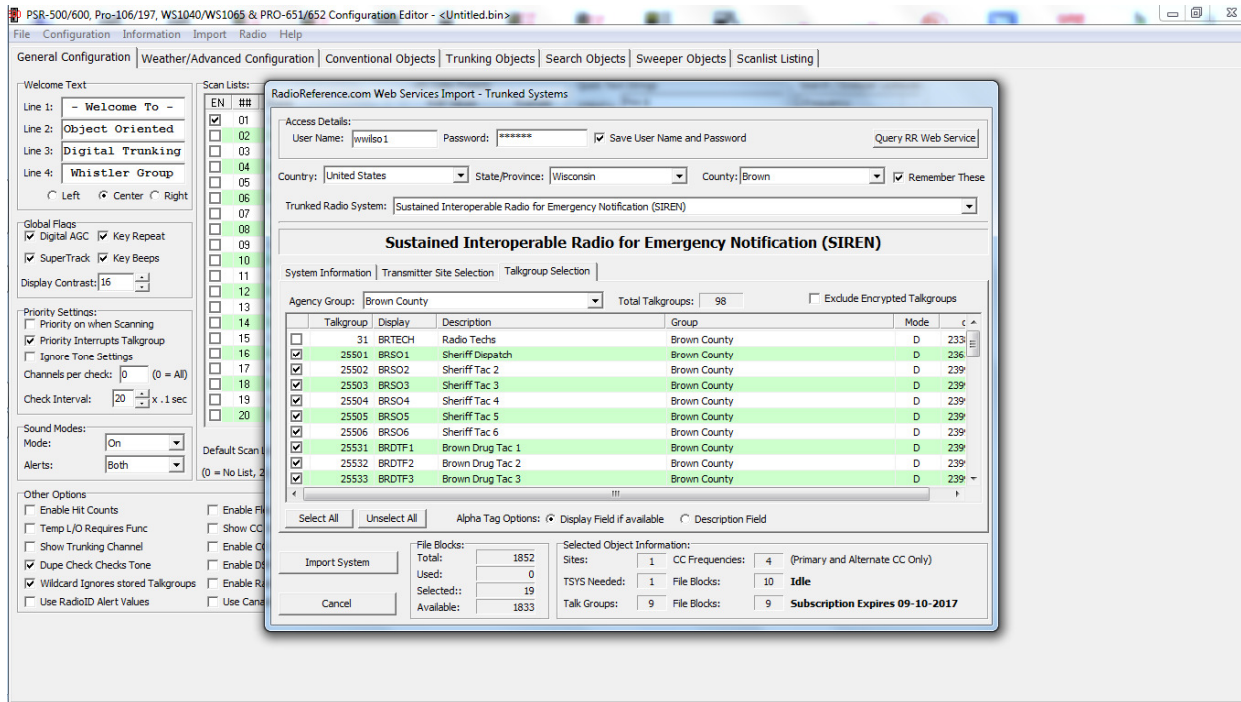 PSR-500/600, Pro-106/197, WS1040/WS1065 & PRO-651/652 Configuration Editor - <Untitled.bin>
File Configuration Information Import Radio Help
General Configuration Weather/Advanced Configuration Conventional Objects Trunking Objects Search Objects Sweeper Objects Scanlist Listing
Welcome Text
Line 1: - Welcome To -
Line 2: Object Oriented
Line 3: Digital Trunking
Line 4: Whistler Group
Left Center Right
Global Flags
Digital AGC Key Repeat
SuperTrack Key Beeps
Display Contrast: 16
Priority Settings:
Priority on when Scanning
Priority Interrupts Talkgroup
Ignore Tone Settings
Channels per check: 0 (0 = All)
Check Interval: 20 x .1 sec
Sound Modes:
Mode: On
Alerts: Both
Other Options
Enable Hit Counts
Temp L/O Requires Func
Show Trunking Channel
Dupe Check Checks Tone
Wildcard Ignores stored Talkgroups
Use RadioID Alert Values
Scan Lists:
EN ##
01
02
03
04
05
06
07
08
09
10
11
12
13
14
15
16
17
18
19
20
Default Scan
(0 = No List, 2
Enable
Show CC
Enable
Enable
Enable
Use
RadioReference.com Web Services Import - Trunked Systems
Access Details:
User Name: wwilso1 Password: ****** Save User Name and Password Query RR Web Service
Country: United States State/Province: Wisconsin County: Brown Remember These
Trunked Radio System: Sustained Interoperable Radio for Emergency Notification (SIREN)
Sustained Interoperable Radio for Emergency Notification (SIREN)
System Information Transmitter Site Selection Talkgroup Selection
Agency Group: Brown County Total Talkgroups: 98 Exclude Encrypted Talkgroups
Talkgroup Display Description Group Mode
31 BRTECH Radio Techs Brown County D 233
25501 BRSO1 Sheriff Dispatch Brown County D 236
25502 BRSO2 Sheriff Tac 2 Brown County D 239
25503 BRSO3 Sheriff Tac 3 Brown County D 239
25504 BRSO4 Sheriff Tac 4 Brown County D 239
25505 BRSO5 Sheriff Tac 5 Brown County D 239
25506 BRSO6 Sheriff Tac 6 Brown County D 239
25531 BRDTF1 Brown Drug Tac 1 Brown County D 239
25532 BRDTF2 Brown Drug Tac 2 Brown County D 239
25533 BRDTF3 Brown Drug Tac 3 Brown County D 239
Select All Unselect All Alpha Tag Options: Display Field if available Description Field
Import System
Cancel
File Blocks:
Total: 1852
Used: 0
Selected:: 19
Available: 1833
Selected Object Information:
Sites: 1 CC Frequencies: 4 (Primary and Alternate CC Only)
TSYS Needed: 1 File Blocks: 10 Idle
Talk Groups: 9 File Blocks: 9 Subscription Expires 09-10-2017